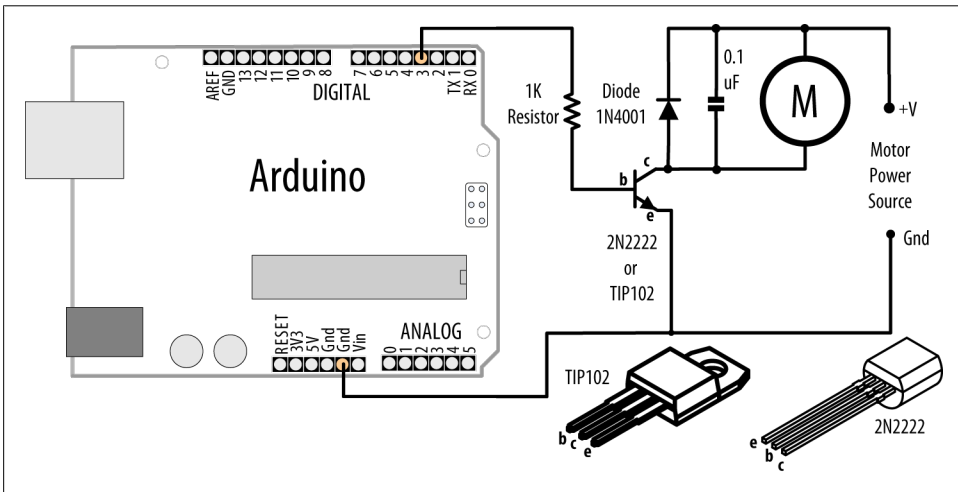 AREF
GND
13
12
11
10
9
8
7
6
5
4
3
2
TX 1
RX 0
DIGITAL
Arduino
1K
Resistor
Diode
1N4001
0.1
uF
M
+V
Motor
Power
Source
Gnd
c
b
e
2N2222
or
TIP102
RESET
3V3
5V
Gnd
Gnd
Vin
ANALOG
0
1
2
3
4
5
TIP102
b
c
e
2N2222
e
b
c